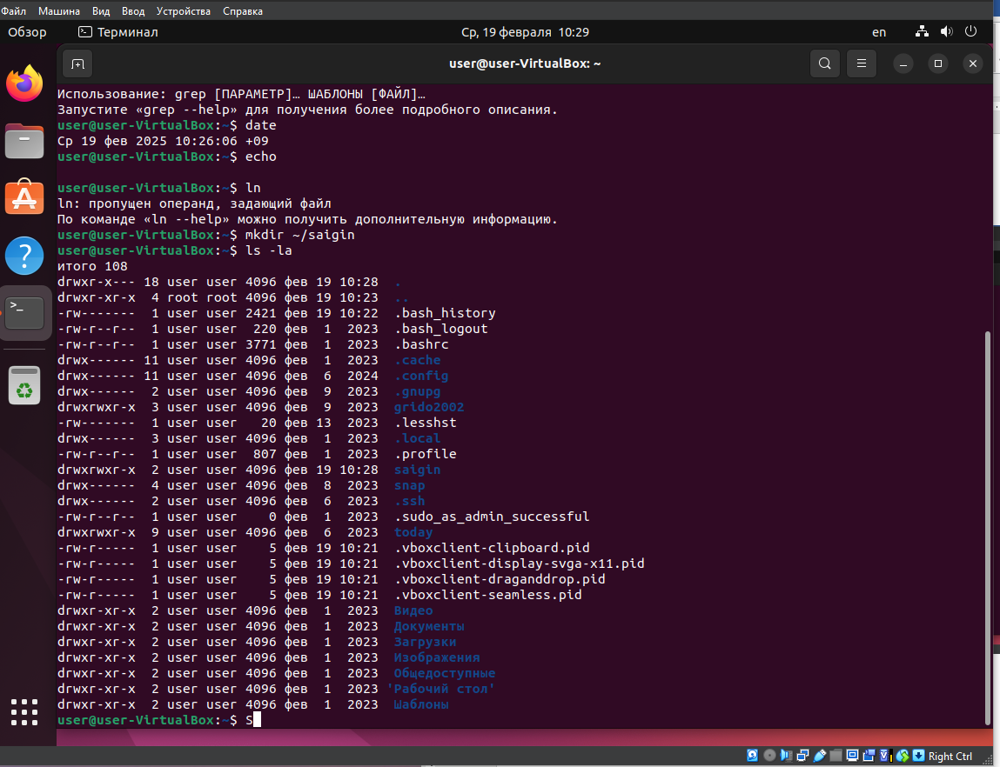 Файл Машина Вид Ввод Устройства Справка
Обзор Терминал Ср, 19 февраля 10:29 en
user@user-VirtualBox: ~
Использование: grep [ПАРАМЕТР]… ШАБЛОНЫ [ФАЙЛ]…
Запустите «grep --help» для получения более подробного описания.
user@user-VirtualBox:~$ date
Ср 19 фев 2025 10:26:06 +09
user@user-VirtualBox:~$ echo
user@user-VirtualBox:~$ ln
ln: пропущен операнд, задающий файл
По команде «ln --help» можно получить дополнительную информацию.
user@user-VirtualBox:~$ mkdir ~/saigin
user@user-VirtualBox:~$ ls -la
итого 108
drwxr-x--- 18 user user 4096 фев 19 10:28 .
drwxr-xr-x 4 root root 4096 фев 19 10:23 ..
-rw------- 1 user user 2421 фев 19 10:22 .bash_history
-rw-r--r-- 1 user user 220 фев 1 2023 .bash_logout
-rw-r--r-- 1 user user 3771 фев 1 2023 .bashrc
drwx------ 11 user user 4096 фев 1 2023 .cache
drwx------ 11 user user 4096 фев 6 2024 .config
drwx------ 2 user user 4096 фев 9 2023 .gnupg
drwxrwxr-x 3 user user 4096 фев 9 2023 grido2002
-rw------- 1 user user 20 фев 13 2023 .lesshst
drwx------ 3 user user 4096 фев 1 2023 .local
-rw-r--r-- 1 user user 807 фев 1 2023 .profile
drwxrwxr-x 2 user user 4096 фев 19 10:28 saigin
drwx------ 4 user user 4096 фев 8 2023 snap
drwx------ 2 user user 4096 фев 6 2023 .ssh
-rw-r--r-- 1 user user 0 фев 1 2023 .sudo_as_admin_successful
drwxrwxr-x 9 user user 4096 фев 6 2023 today
-rw-r----- 1 user user 5 фев 19 10:21 .vboxclient-clipboard.pid
-rw-r----- 1 user user 5 фев 19 10:21 .vboxclient-display-svga-x11.pid
-rw-r----- 1 user user 5 фев 19 10:21 .vboxclient-draganddrop.pid
-rw-r----- 1 user user 5 фев 19 10:21 .vboxclient-seamless.pid
drwxr-xr-x 2 user user 4096 фев 1 2023 Видео
drwxr-xr-x 2 user user 4096 фев 1 2023 Документы
drwxr-xr-x 2 user user 4096 фев 1 2023 Загрузки
drwxr-xr-x 2 user user 4096 фев 1 2023 Изображения
drwxr-xr-x 2 user user 4096 фев 1 2023 Общедоступные
drwxr-xr-x 2 user user 4096 фев 1 2023 'Рабочий стол'
drwxr-xr-x 2 user user 4096 фев 1 2023 Шаблоны
user@user-VirtualBox:~$ S
Right Ctrl